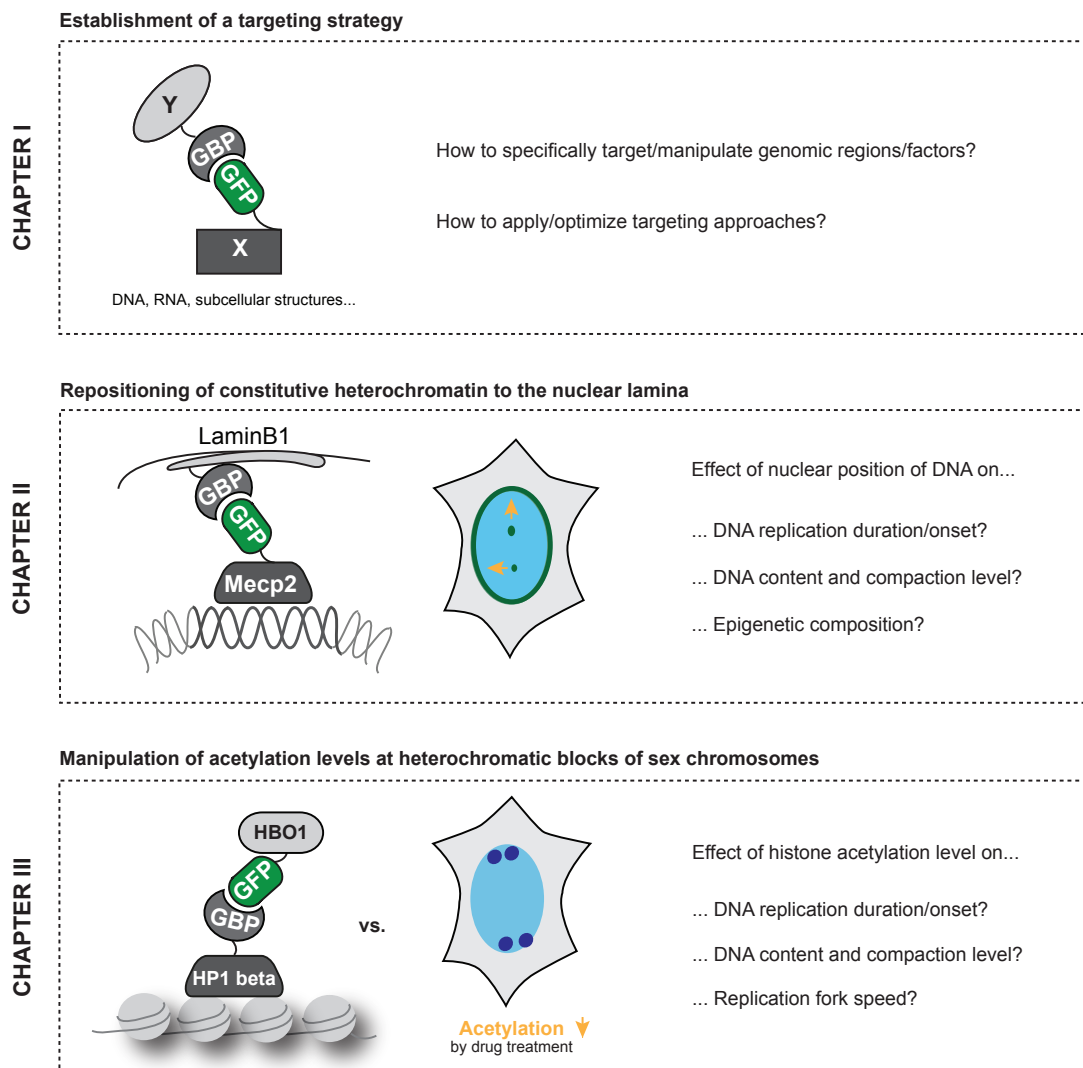 Establishment of a targeting strategy
CHAPTER I
Y
GBP
GFP
X
DNA, RNA, subcellular structures...
How to specifically target/manipulate genomic regions/factors?
How to apply/optimize targeting approaches?
Repositioning of constitutive heterochromatin to the nuclear lamina
CHAPTER II
LaminB1
GBP
GFP
Mecp2
Effect of nuclear position of DNA on...
... DNA replication duration/onset?
... DNA content and compaction level?
... Epigenetic composition?
Manipulation of acetylation levels at heterochromatic blocks of sex chromosomes
CHAPTER III
HBO1
GFP
GBP
HP1 beta
vs.
Acetylation
by drug treatment
Effect of histone acetylation level on...
... DNA replication duration/onset?
... DNA content and compaction level?
... Replication fork speed?